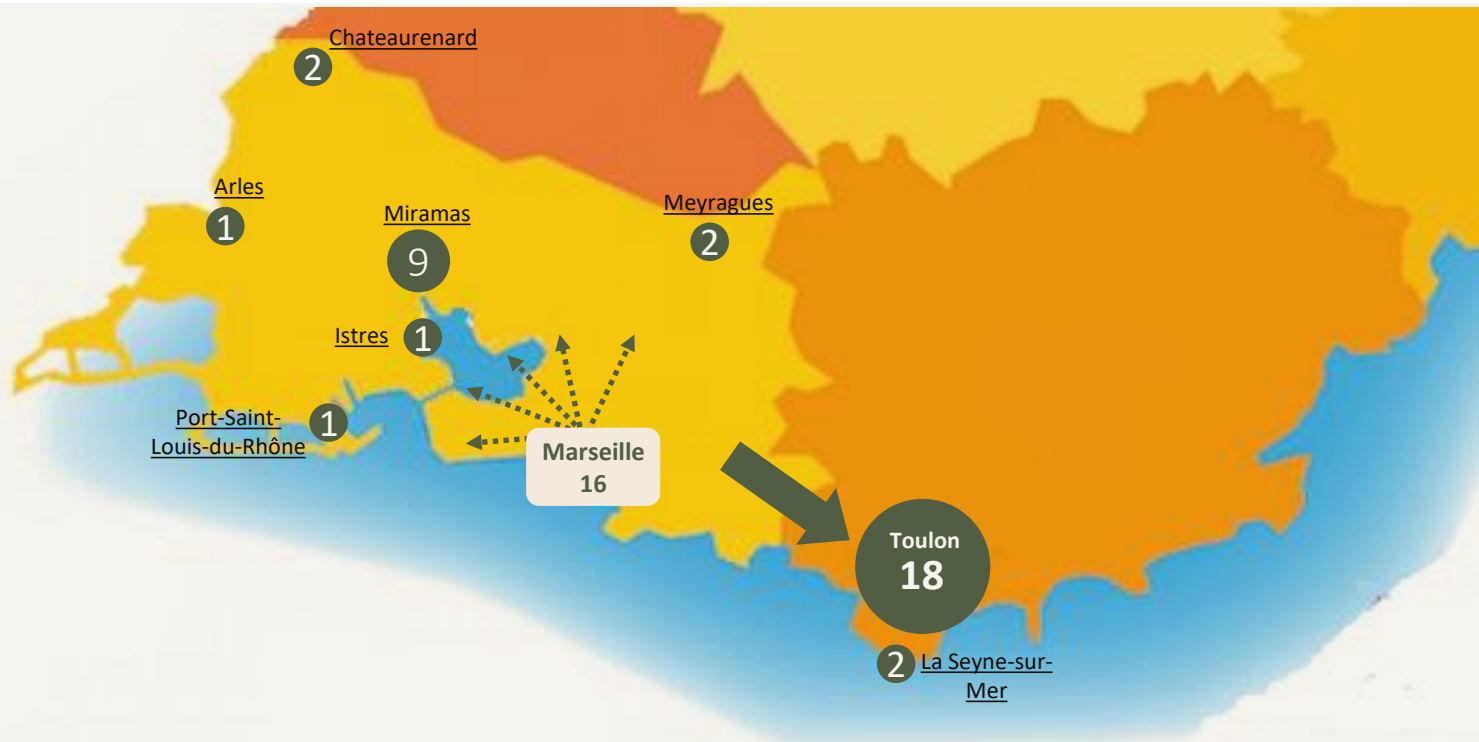 Chateaurenard
2
Arles
1
Miramas
9
Meyragues
2
Istres
1
Port-Saint-
Louis-du-Rhône
1
Marseille
16
Toulon
18
2
La Seyne-sur-
Mer